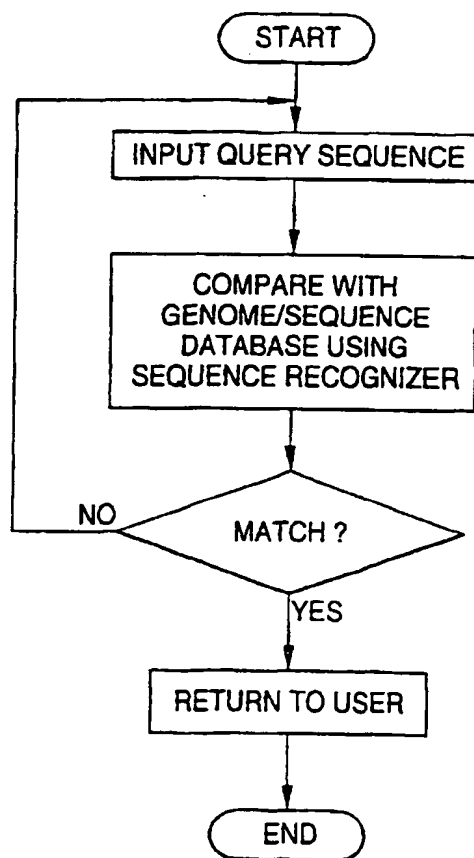 START
INPUT QUERY SEQUENCE
COMPARE WITH
GENOME/SEQUENCE
DATABASE USING
SEQUENCE RECOGNIZER
NO
MATCH ?
YES
RETURN TO USER
END